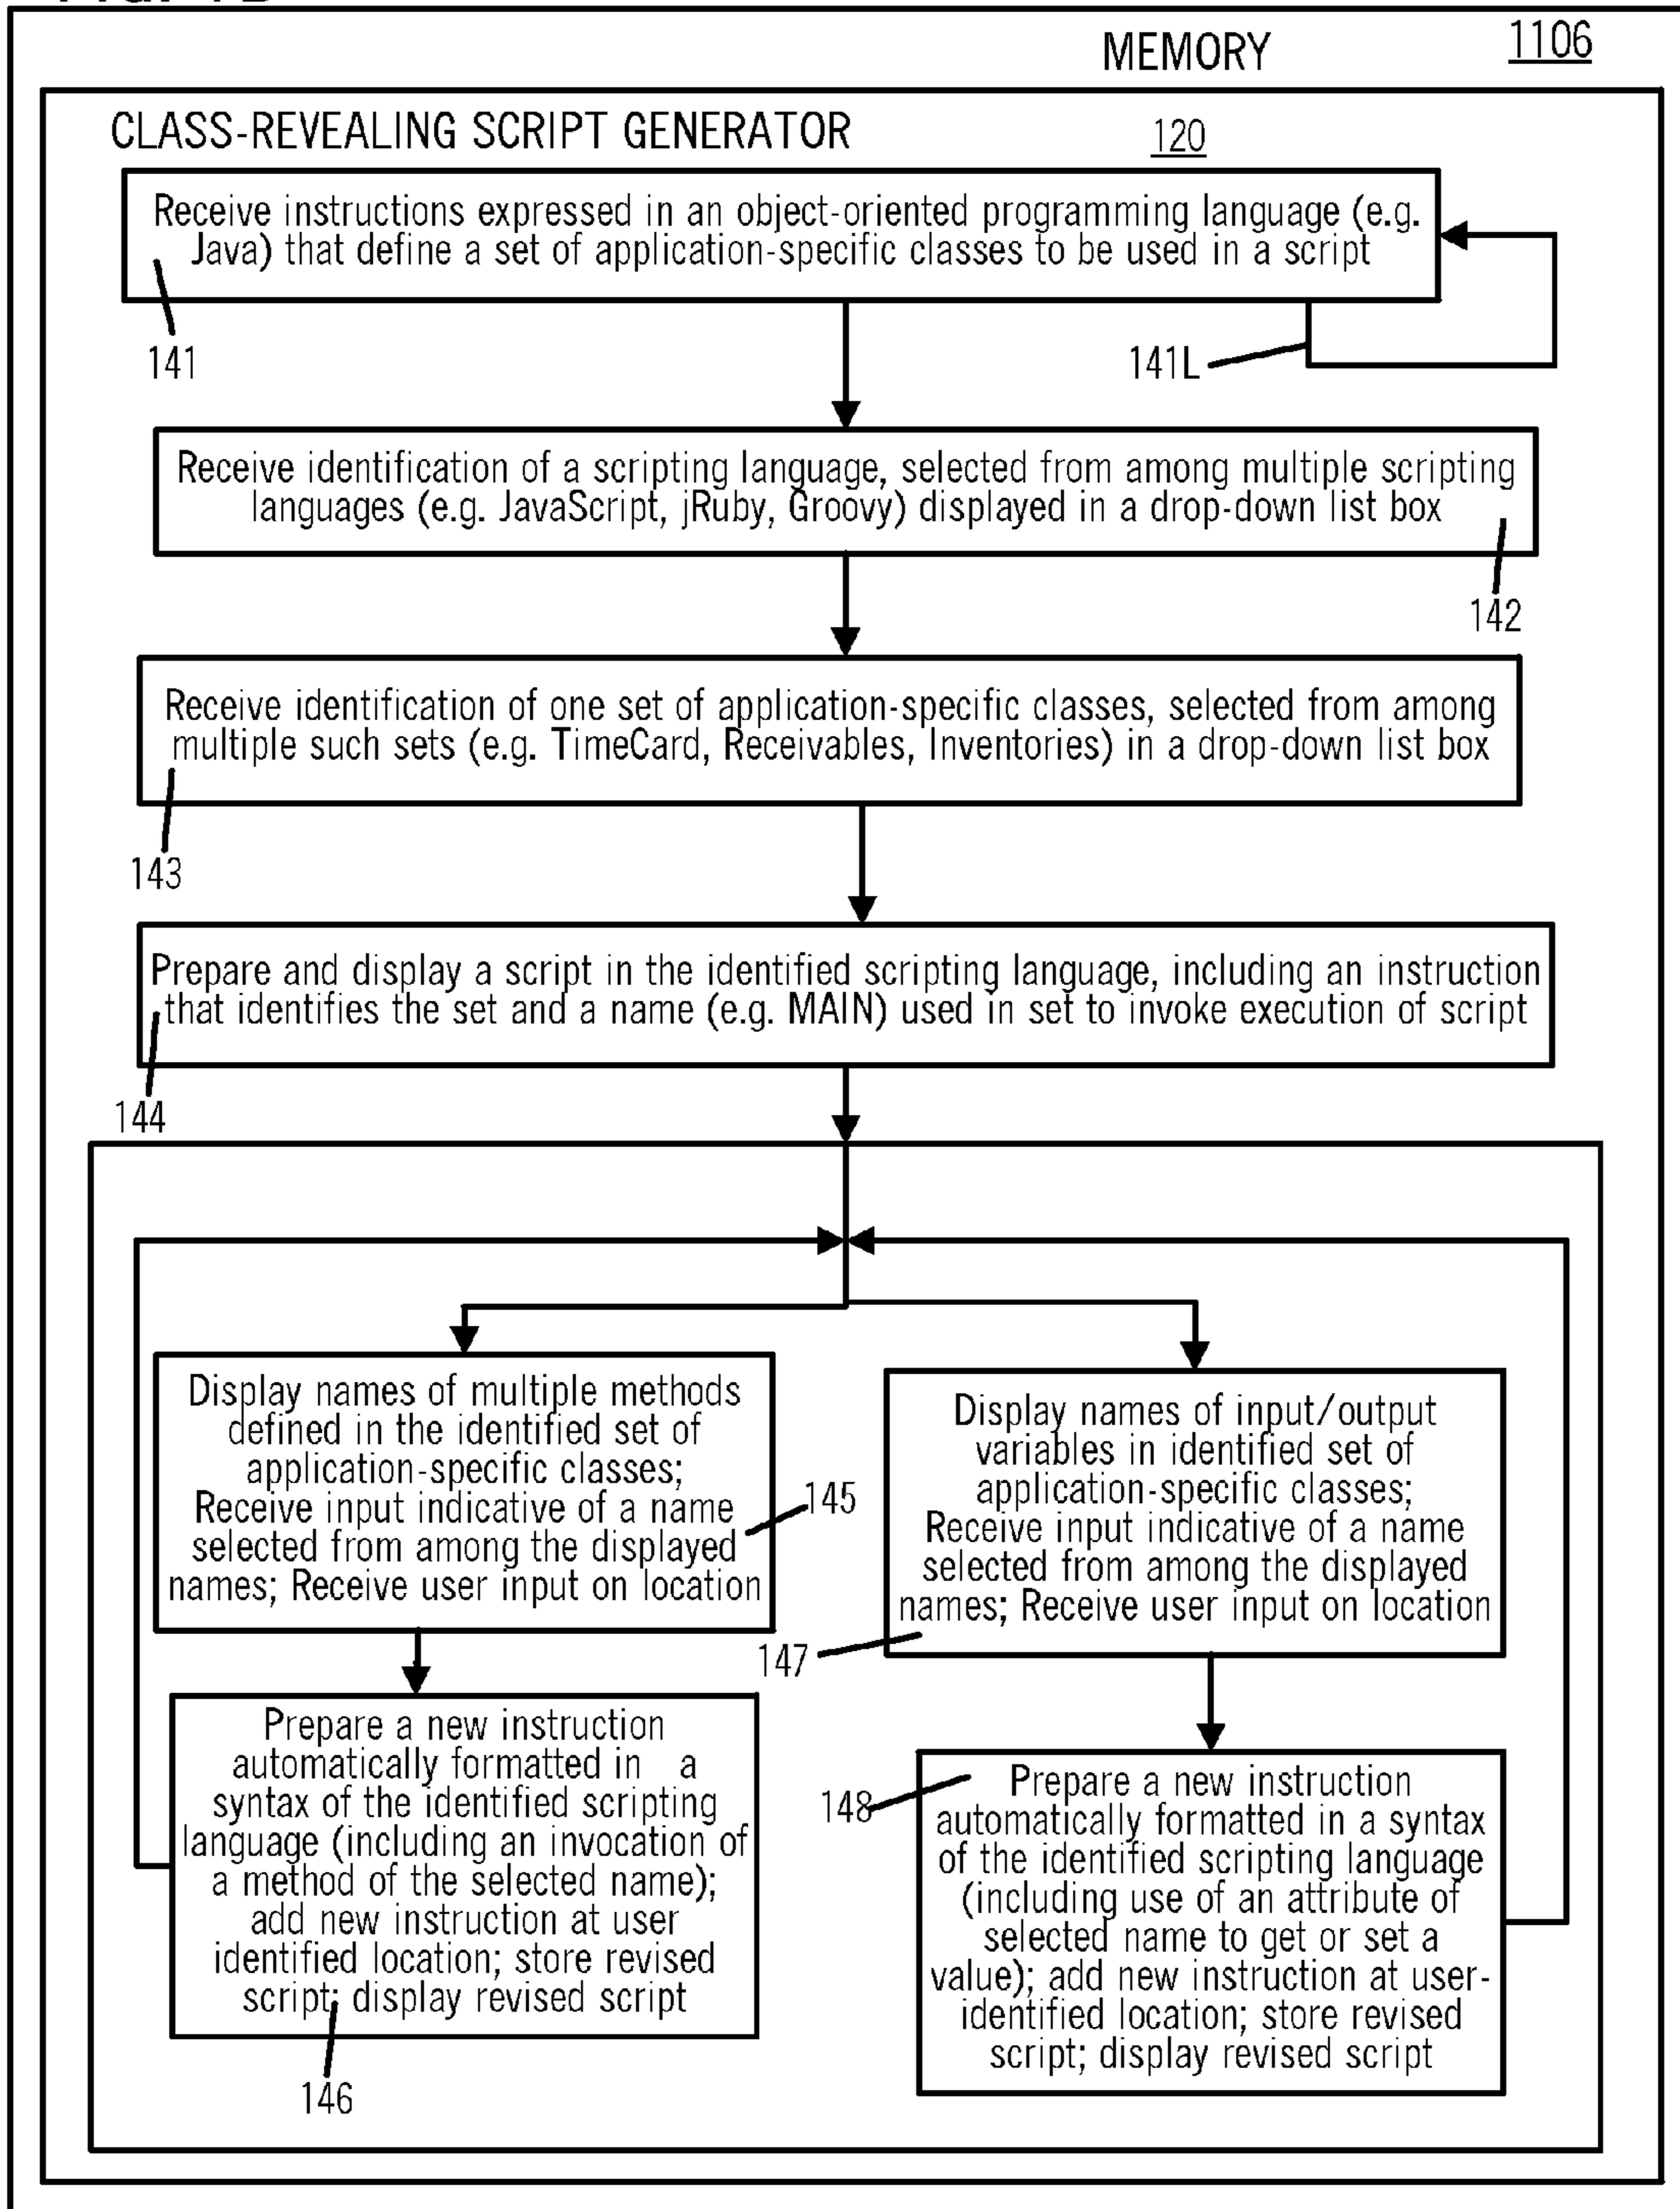 MEMORY
1106
CLASS-REVEALING SCRIPT GENERATOR
120
Receive instructions expressed in an object-oriented programming language (e.g.
Java) that define a set of application-specific classes to be used in a script
141
141L
Receive identification of a scripting language, selected from among multiple scripting
languages (e.g. JavaScript, jRuby, Groovy) displayed in a drop-down list box
142
Receive identification of one set of application-specific classes, selected from among
multiple such sets (e.g. TimeCard, Receivables, Inventories) in a drop-down list box
143
Prepare and display a script in the identified scripting language, including an instruction
that identifies the set and a name (e.g. MAIN) used in set to invoke execution of script
144
Display names of multiple methods
defined in the identified set of
application-specific classes;
Receive input indicative of a name
selected from among the displayed
names; Receive user input on location
145
Display names of input/output
variables in identified set of
application-specific classes;
Receive input indicative of a name
selected from among the displayed
names; Receive user input on location
147
Prepare a new instruction
automatically formatted in a
syntax of the identified scripting
language (including an invocation of
a method of the selected name);
add new instruction at user
identified location; store revised
script; display revised script
146
148
Prepare a new instruction
automatically formatted in a syntax
of the identified scripting language
(including use of an attribute of
selected name to get or set a
value); add new instruction at user-
identified location; store revised
script; display revised script